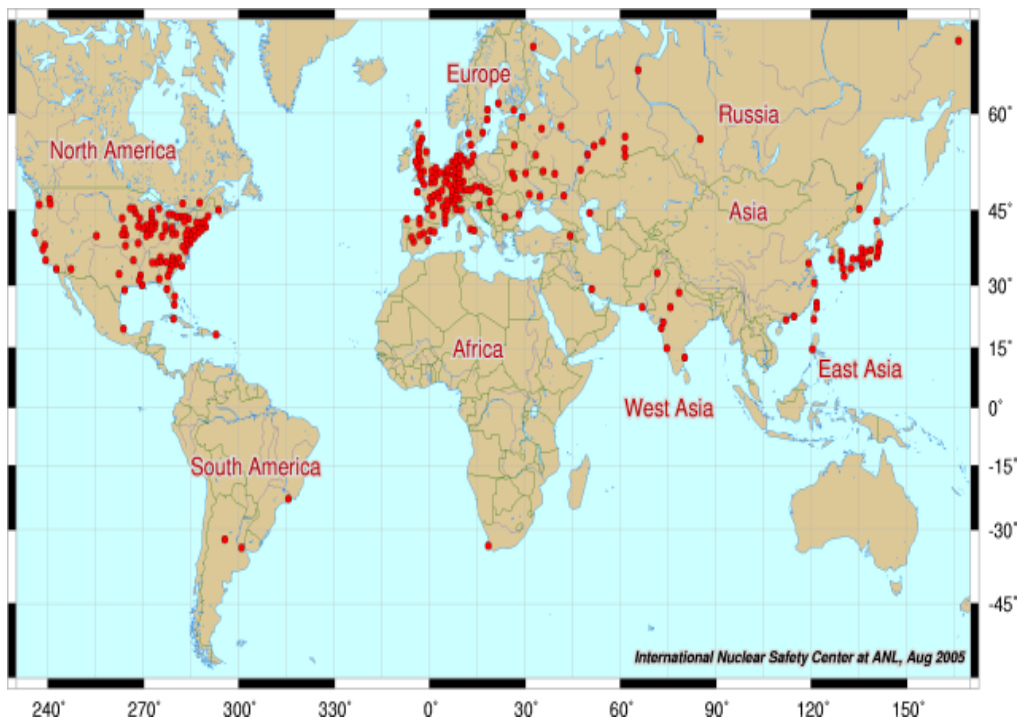 Europe
Russia
North America
Asia
Africa
East Asia
West Asia
South America
International Nuclear Safety Center at ANL, Aug 2005
60˚
45˚
30˚
15˚
0˚
-15˚
-30˚
-45˚
240˚ 270˚ 300˚ 330˚ 0˚ 30˚ 60˚ 90˚ 120˚ 150˚